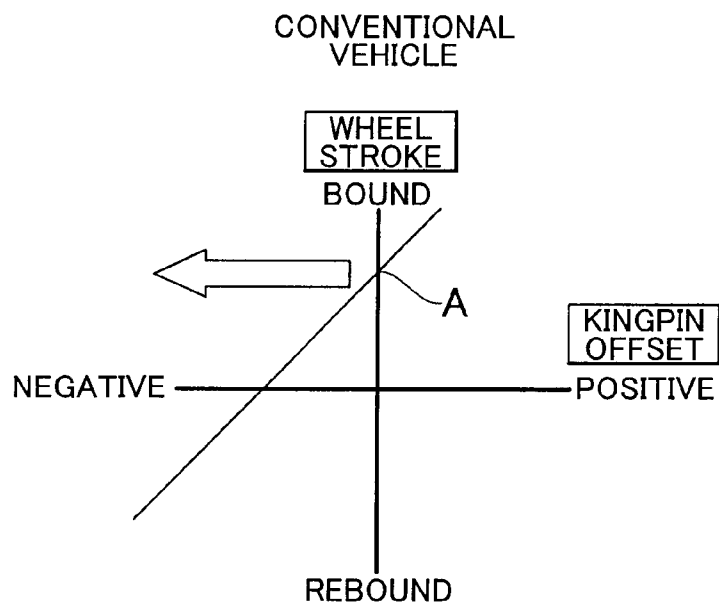 CONVENTIONAL
VEHICLE
WHEEL
STROKE
BOUND
A
KINGPIN
OFFSET
NEGATIVE
POSITIVE
REBOUND